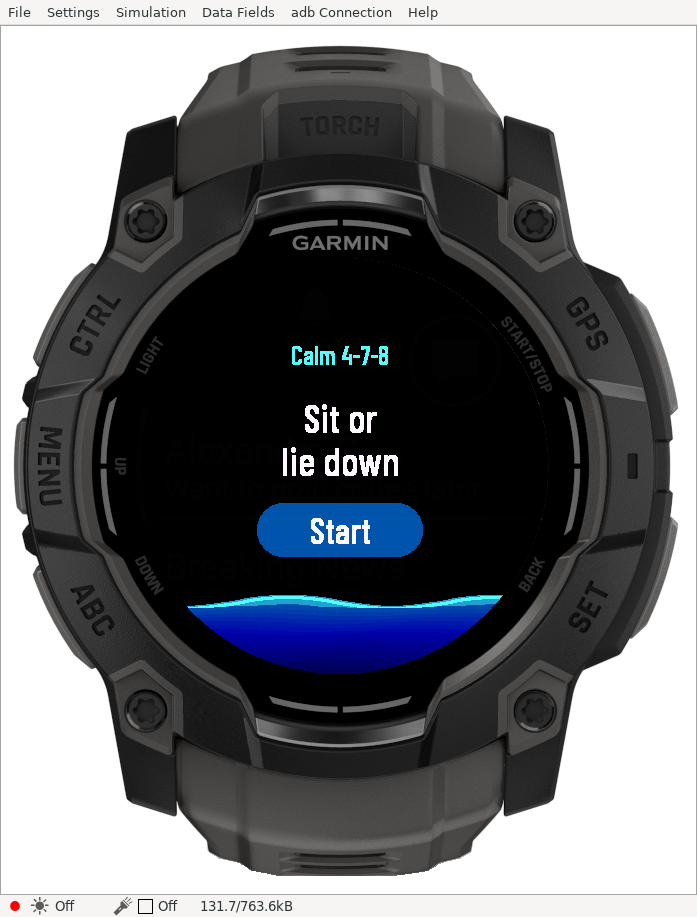 File Settings Simulation Data Fields adb Connection Help
TORCH
GARMIN
CTRL
GPS
LIGHT
START/STOP
Calm 4-7-8
Sit or
lie down
MENU
UP
Start
DOWN
BACK
ABC
SET
Off Off 131.7/763.6kB